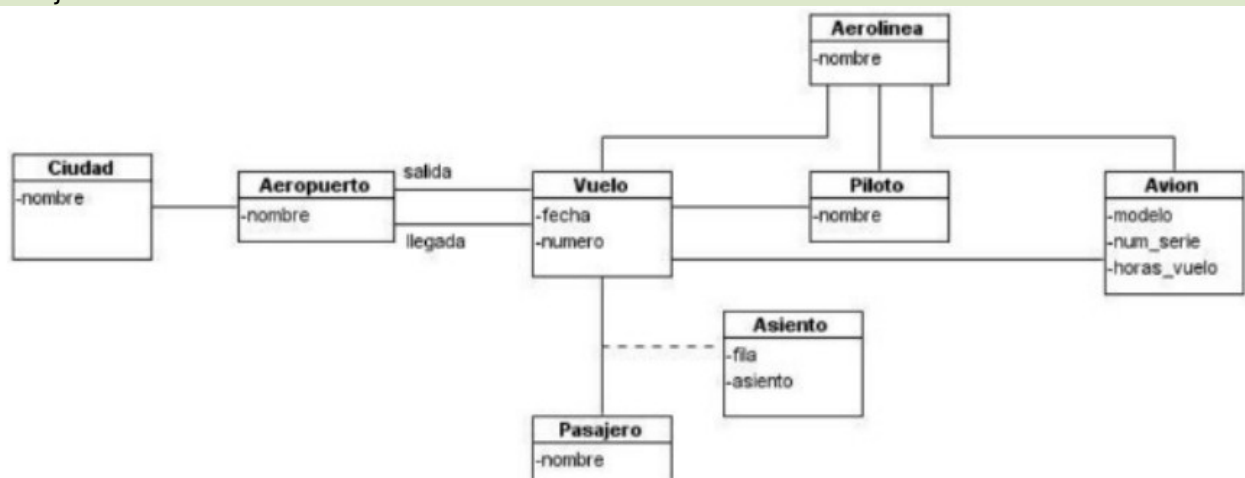 Aerolinea
-nombre
Ciudad
-nombre
Aeropuerto
-nombre
salida
llegada
Vuelo
-fecha
-numero
Piloto
-nombre
Avion
-modelo
-num_serie
-horas_vuelo
Asiento
-fila
-asiento
Pasajero
-nombre